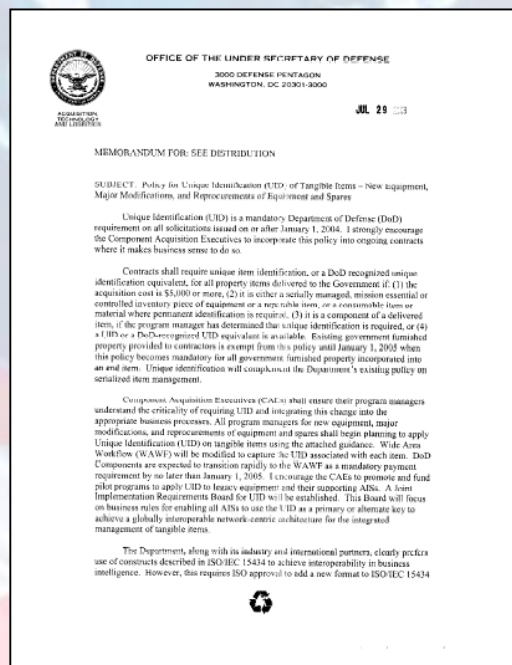 OFFICE OF THE UNDER SECRETARY OF DEFENSE
3000 DEFENSE PENTAGON
WASHINGTON, DC 20301-3000
ACQUISITION,
TECHNOLOGY
AND LOGISTICS
JUL 29
MEMORANDUM FOR: SEE DISTRIBUTION
SUBJECT: Policy for Unique Identification (UID) of Tangible Items – New Equipment,
Major Modifications, and Reprocurements of Equipment and Spares
Unique Identification (UID) is a mandatory Department of Defense (DoD)
requirement on all solicitations issued on or after January 1, 2004. I strongly encourage
the Component Acquisition Executives to incorporate this policy into ongoing contracts
where it makes business sense to do so.
Contracts shall require unique item identification, or a DoD recognized unique
identification equivalent, for all property items delivered to the Government if: (1) the
acquisition cost is $5,000 or more, (2) it is either a serially managed, mission essential or
controlled inventory piece of equipment or a reparable item, or a consumable item or
material where permanent identification is required, (3) it is a component of a delivered
item, if the program manager has determined that unique identification is required, or (4)
a UID or a DoD-recognized UID equivalent is available. Existing government furnished
property provided to contractors is exempt from this policy until January 1, 2005 when
this policy becomes mandatory for all government furnished property incorporated into
an end item. Unique identification will complement the Department's existing policy on
serialized item management.
Component Acquisition Executives (CAEs) shall ensure their program managers
understand the criticality of requiring UID and integrating this change into the
appropriate business processes. All program managers for new equipment, major
modifications, and reprocurements of equipment and spares shall begin planning to apply
Unique Identification (UID) on tangible items using the attached guidance. Wide Area
Workflow (WAWF) will be modified to capture the UID associated with each item. DoD
Components are expected to transition rapidly to the WAWF as a mandatory payment
requirement by no later than January 1, 2005. I encourage the CAEs to promote and fund
pilot programs to apply UID to legacy equipment and their supporting AISs. A Joint
Implementation Requirements Board for UID will be established. This Board will focus
on business rules for enabling all AISs to use the UID as a primary or alternate key to
achieve a globally interoperable network-centric architecture for the integrated
management of tangible items.
The Department, along with its industry and international partners, clearly prefers
use of constructs described in ISO/IEC 15434 to achieve interoperability in business
intelligence. However, this requires ISO approval to add a new format to ISO/IEC 15434